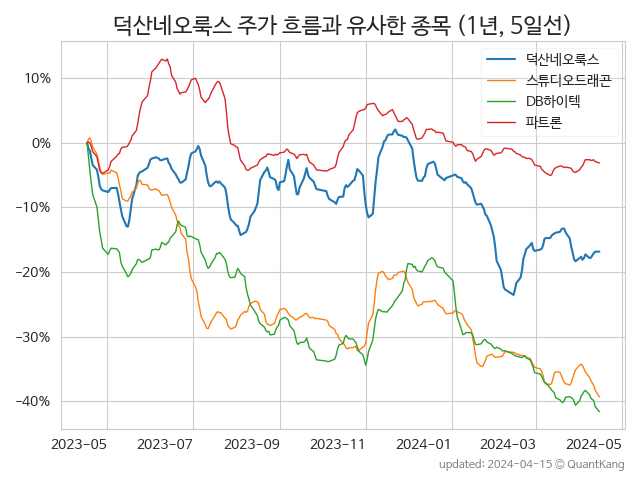 덕산네오룩스 주가 흐름과 유사한 종목 (1년, 5일선)
덕산네오룩스
스튜디오드래곤
DB하이텍
파트론
10%
0%
−10%
−20%
−30%
−40%
2023-05 2023-07 2023-09 2023-11 2024-01 2024-03 2024-05
updated: 2024-04-15 © QuantKang